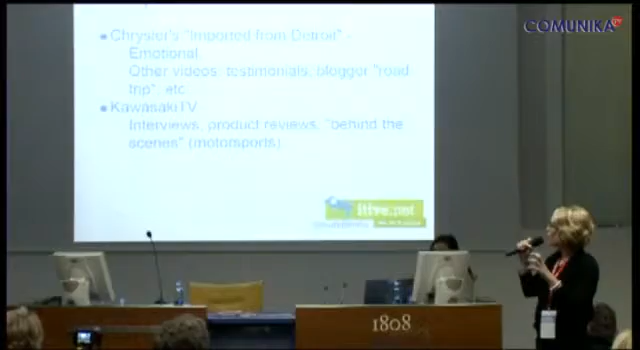 COMUNIKA
Chrysler's "Imported from Detroit" -
Emotional.
Other videos, testimonials, blogger "road
trip", etc
KawasakiTV
Interviews, product reviews, "behind the
scenes" (motorsports)
itive.net
1808